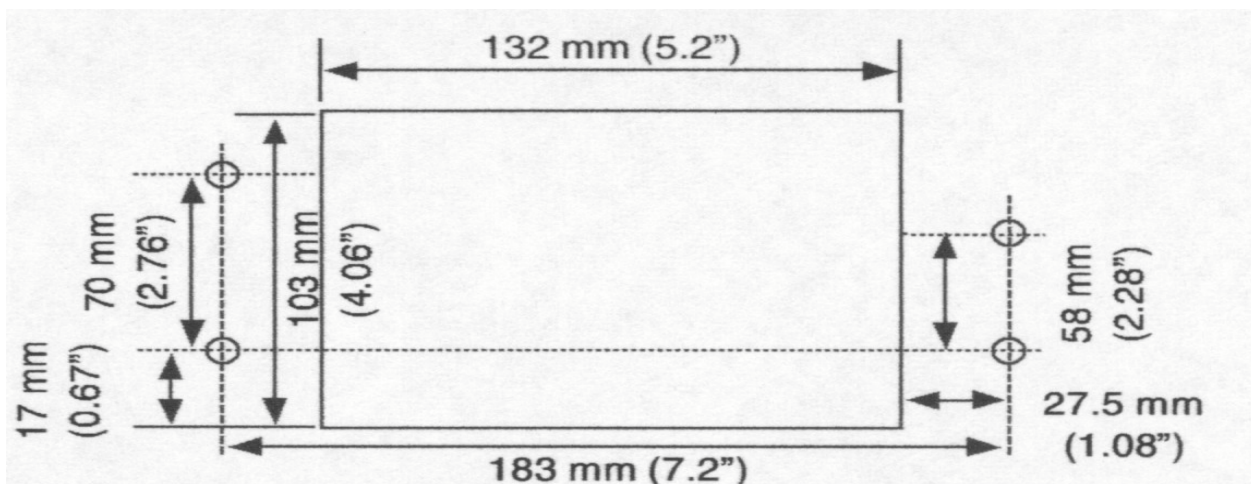 132 mm (5.2”)
70 mm
(2.76”)
103 mm
(4.06”)
58 mm
(2.28”)
17 mm
(0.67”)
27.5 mm
(1.08”)
183 mm (7.2”)